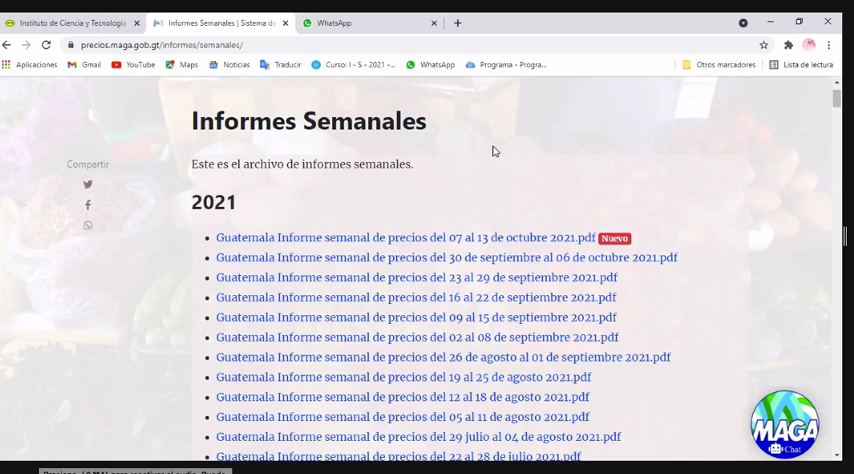 Instituto de Ciencia y Tecnología
Informes Semanales | Sistema de
WhatsApp
precios.maga.gob.gt/informes/semanales/
Aplicaciones
Gmail
YouTube
Maps
Noticias
Traducir
Curso: I - S - 2021 -...
WhatsApp
Programa - Progra...
Otros marcadores
Lista de lectura
Informes Semanales
Compartir
Este es el archivo de informes semanales.
2021
Guatemala Informe semanal de precios del 07 al 13 de octubre 2021.pdf Nuevo
Guatemala Informe semanal de precios del 30 de septiembre al 06 de octubre 2021.pdf
Guatemala Informe semanal de precios del 23 al 29 de septiembre 2021.pdf
Guatemala Informe semanal de precios del 16 al 22 de septiembre 2021.pdf
Guatemala Informe semanal de precios del 09 al 15 de septiembre 2021.pdf
Guatemala Informe semanal de precios del 02 al 08 de septiembre 2021.pdf
Guatemala Informe semanal de precios del 26 de agosto al 01 de septiembre 2021.pdf
Guatemala Informe semanal de precios del 19 al 25 de agosto 2021.pdf
Guatemala Informe semanal de precios del 12 al 18 de agosto 2021.pdf
Guatemala Informe semanal de precios del 05 al 11 de agosto 2021.pdf
Guatemala Informe semanal de precios del 29 julio al 04 de agosto 2021.pdf
Guatemala Informe semanal de precios del 22 al 28 de julio 2021.pdf
MAGA
Chat